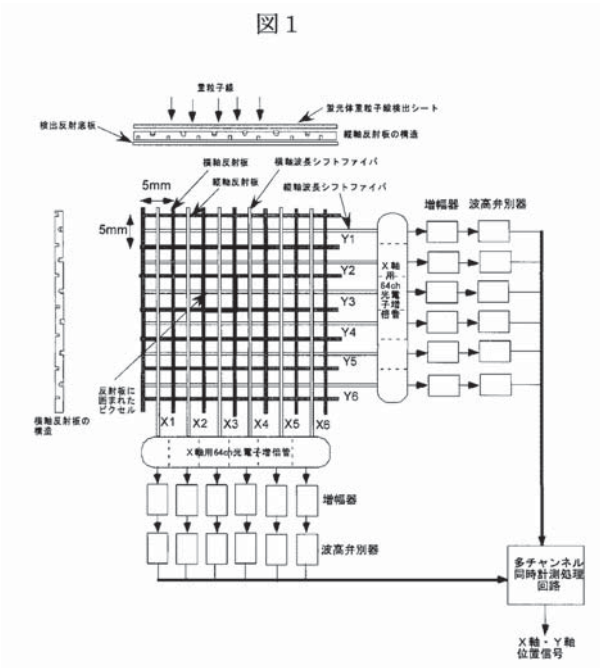 図1
重粒子線
蛍光体重粒子線検出シート
検出反射底板
縦軸反射板の構造
横軸反射板
横軸波長シフトファイバ
縦軸反射板
縦軸波長シフトファイバ
5mm
5mm
増幅器
波高弁別器
Y1
Y2
Y3
Y4
Y5
Y6
X軸用64ch光電子増倍管
反射板に
囲まれた
ピクセル
横軸反射板の
構造
X1
X2
X3
X4
X5
X6
X軸用64ch光電子増倍管
増幅器
波高弁別器
多チャンネル
同時計測処理
回路
X軸・Y軸
位置信号